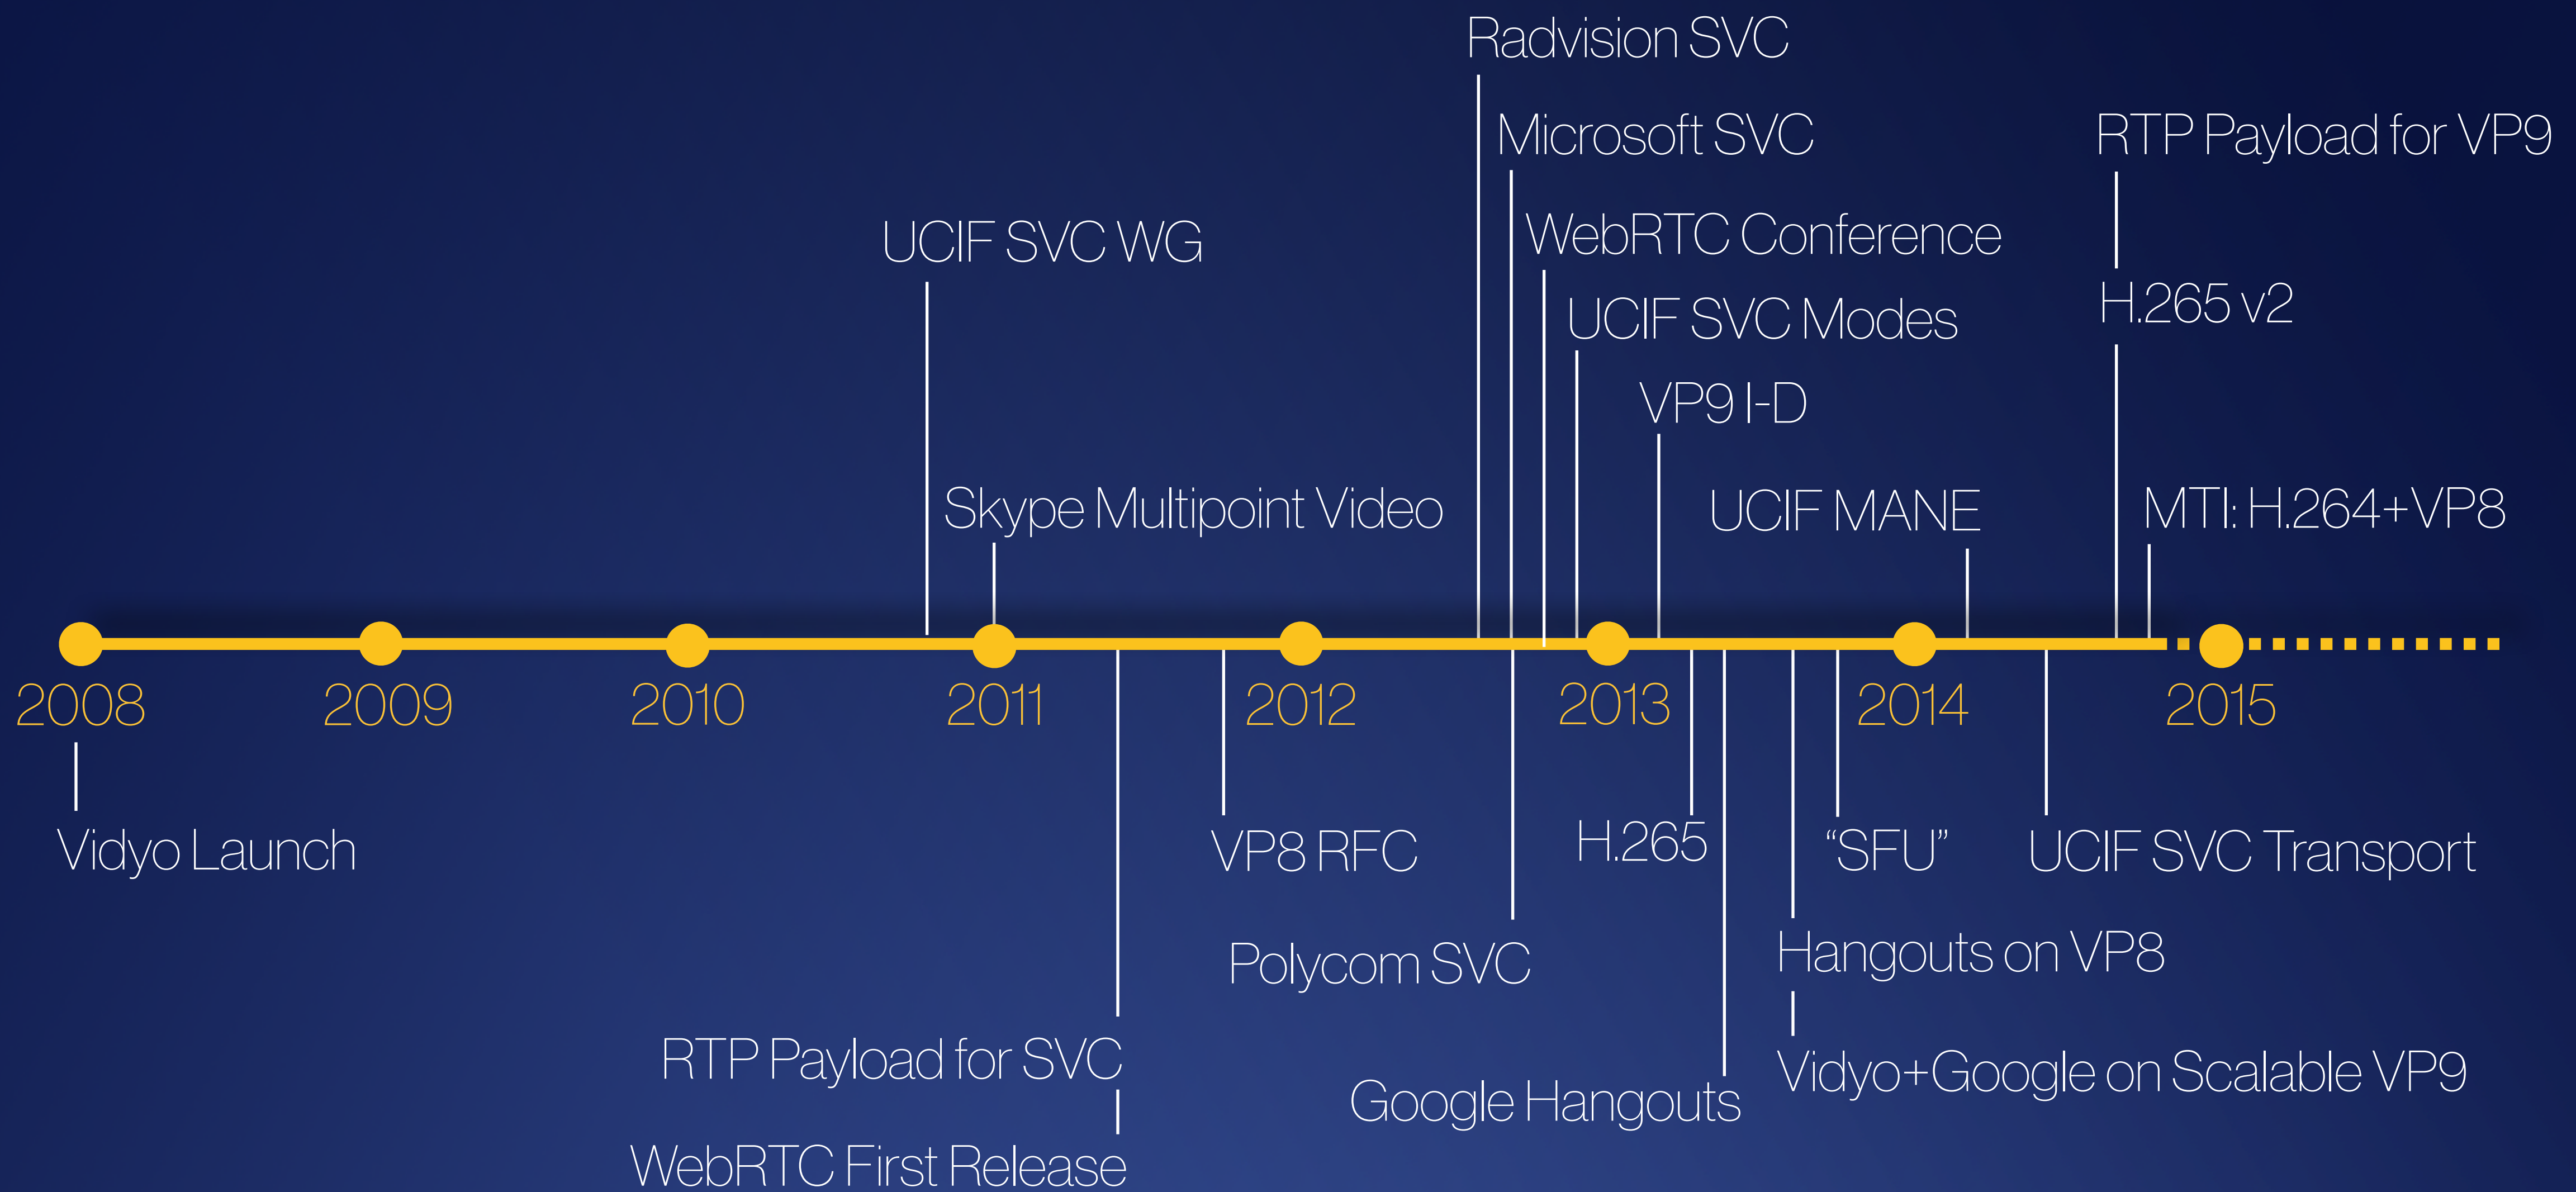 Radvision SVC
Microsoft SVC
RTP Payload for VP9
WebRTC Conference
UCIF SVC WG
H.265 v2
UCIF SVC Modes
VP9 I-D
Skype Multipoint Video
UCIF MANE
MTI: H.264+VP8
2008
2009
2010
2011
2012
2013
2014
2015
Vidyo Launch
VP8 RFC
H.265
“SFU”
UCIF SVC Transport
Polycom SVC
Hangouts on VP8
RTP Payload for SVC
Google Hangouts
Vidyo+Google on Scalable VP9
WebRTC First Release